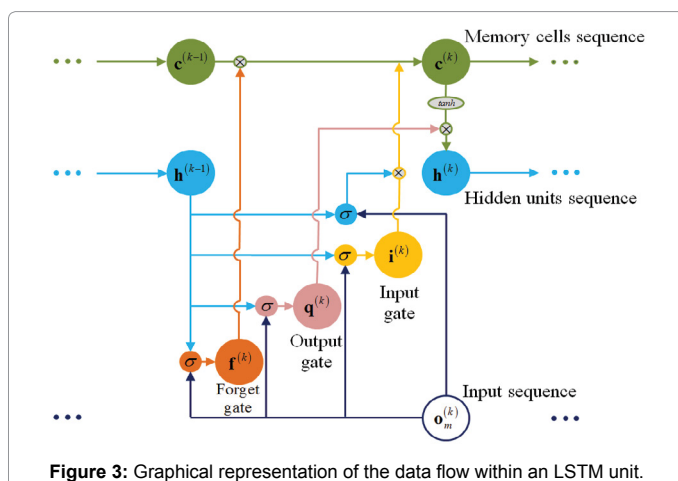 Memory cells sequence
... c^(k−1) ⊗ c^(k) ...
tanh
⊗
... h^(k−1) ⊗ h^(k) ...
Hidden units sequence
σ
σ i^(k)
Input
gate
σ q^(k)
Output
gate
σ f^(k)
Forget
gate
Input sequence
... o_m^(k) ...
Figure 3: Graphical representation of the data flow within an LSTM unit.